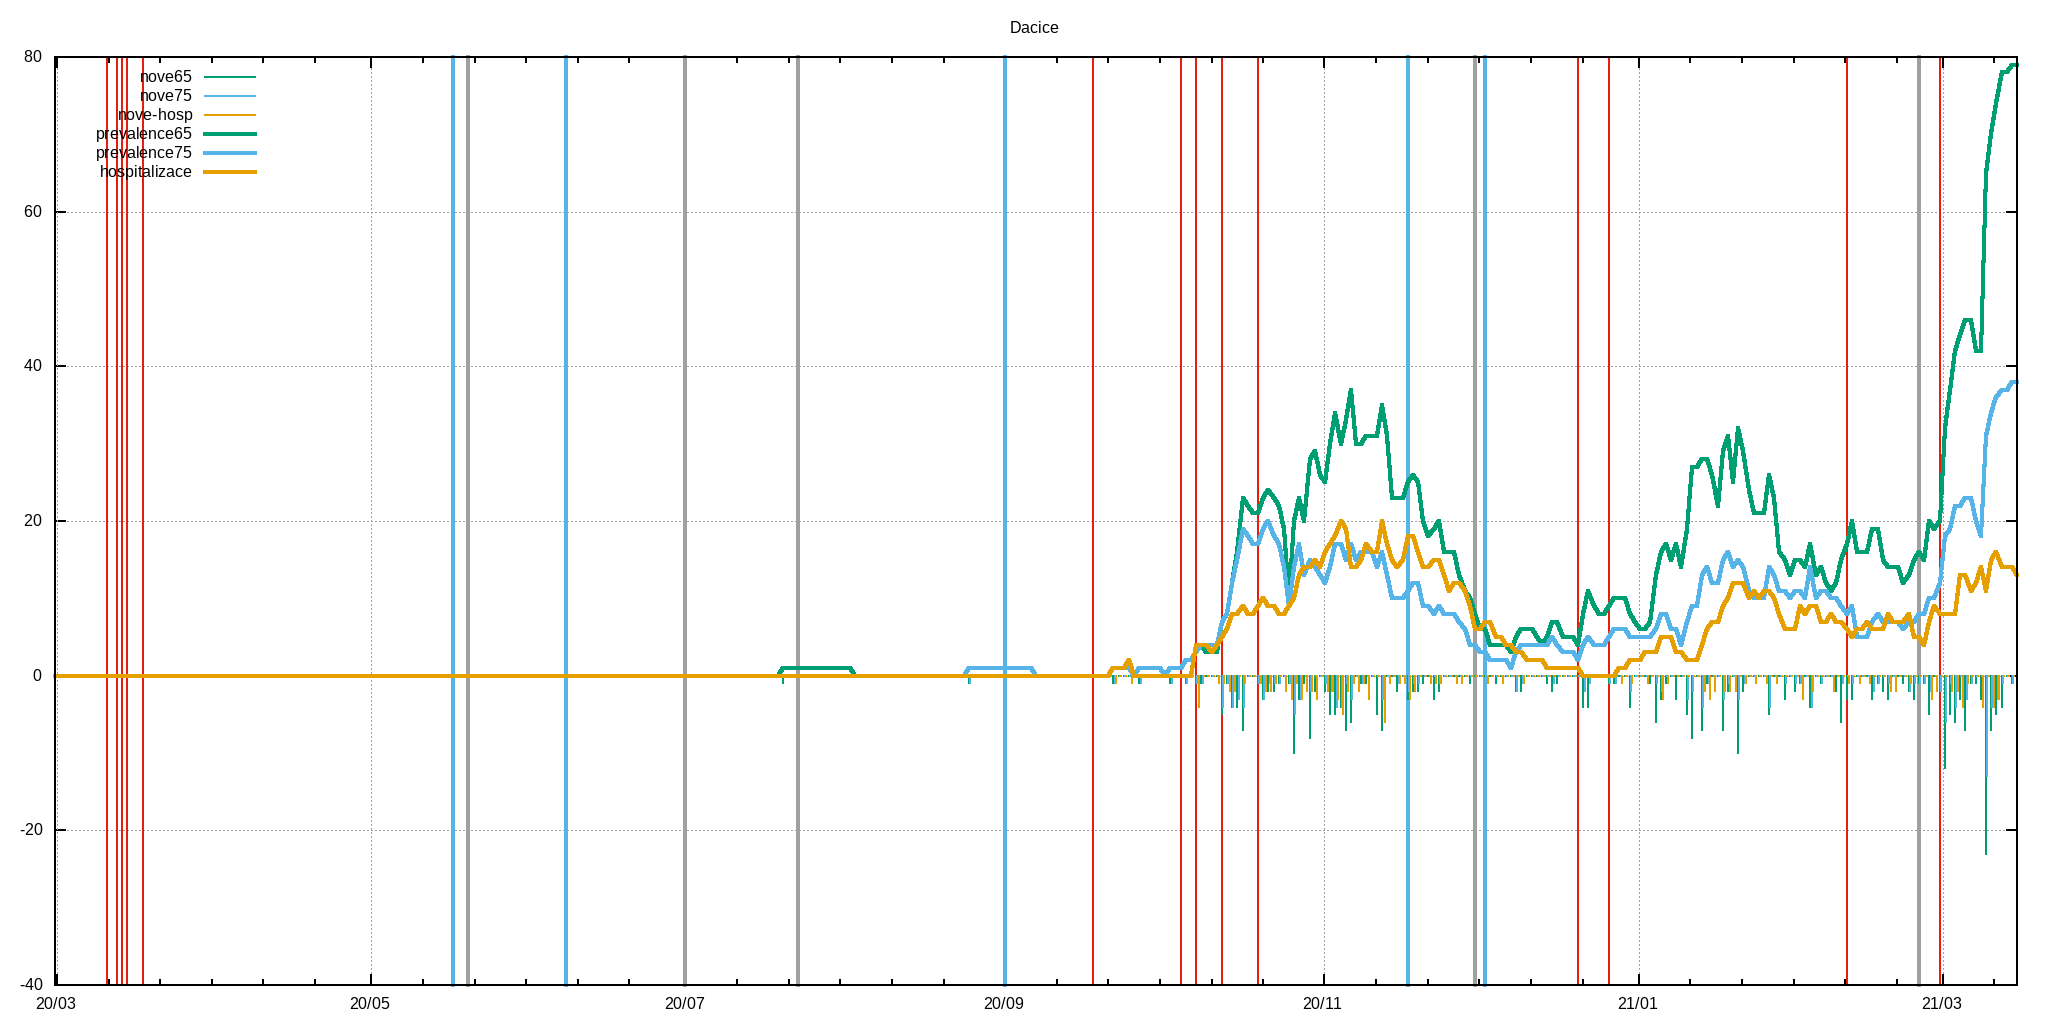 Dacice
80
nove65
nove75
nove-hosp
prevalence65
prevalence75
hospitalizace
60
40
20
0
-20
-40
20/03 20/05 20/07 20/09 20/11 21/01 21/03